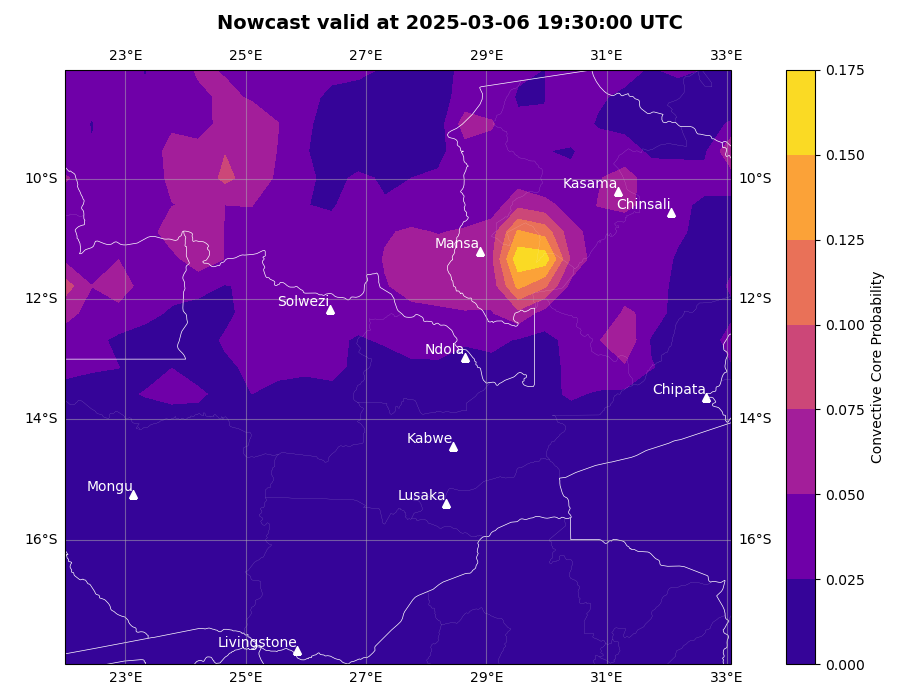 Nowcast valid at 2025-03-06 19:30:00 UTC
23°E 25°E 27°E 29°E 31°E 33°E
0.175
0.150
10°S Kasama 10°S
Chinsali
0.125
Mansa
12°S 12°S
Solwezi
0.100
Ndola
Chipata
14°S 14°S
0.075
Kabwe
Mongu
Lusaka
0.050
16°S 16°S
0.025
Livingstone
0.000
23°E 25°E 27°E 29°E 31°E 33°E
Convective Core Probability